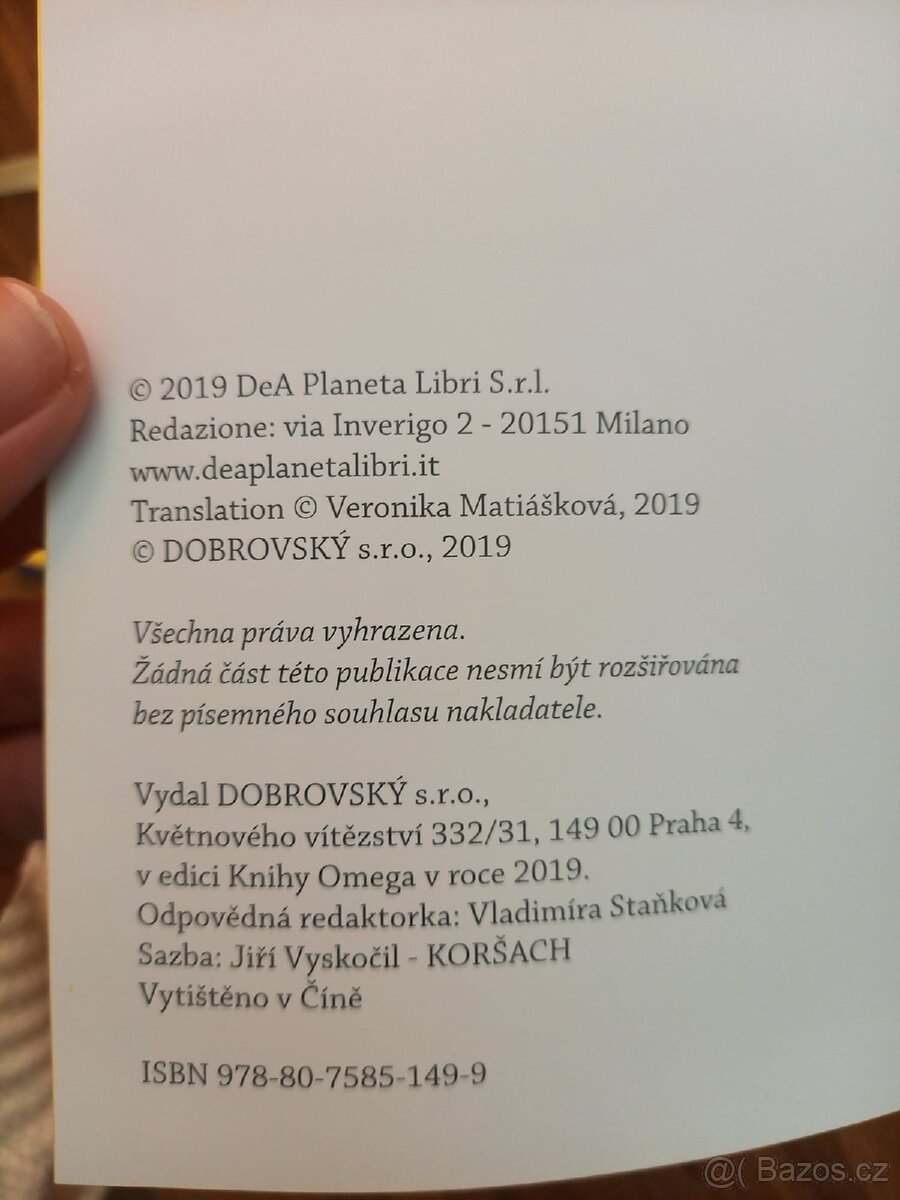 © 2019 DeA Planeta Libri S.r.l.
Redazione: via Inverigo 2 - 20151 Milano
www.deaplanetalibri.it
Translation © Veronika Matiášková, 2019
© DOBROVSKÝ s.r.o., 2019
Všechna práva vyhrazena.
Žádná část této publikace nesmí být rozšiřována
bez písemného souhlasu nakladatele.
Vydal DOBROVSKÝ s.r.o.,
Květnového vítězství 332/31, 149 00 Praha 4,
v edici Knihy Omega v roce 2019.
Odpovědná redaktorka: Vladimíra Staňková
Sazba: Jiří Vyskočil - KORŠACH
Vytištěno v Číně
ISBN 978-80-7585-149-9
@( Bazos.cz